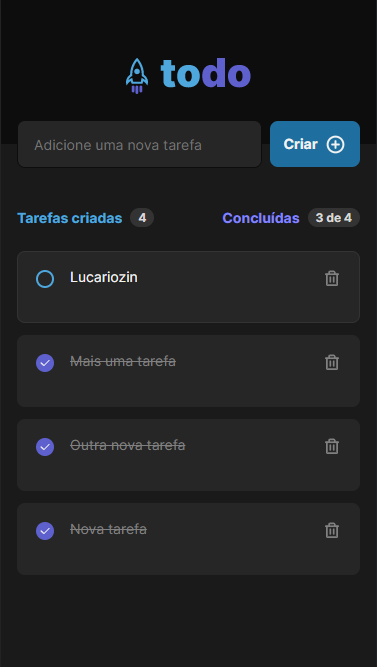 todo
Adicione uma nova tarefa
Criar
Tarefas criadas 4
Concluídas 3 de 4
Lucariozin
Mais uma tarefa
Outra nova tarefa
Nova tarefa